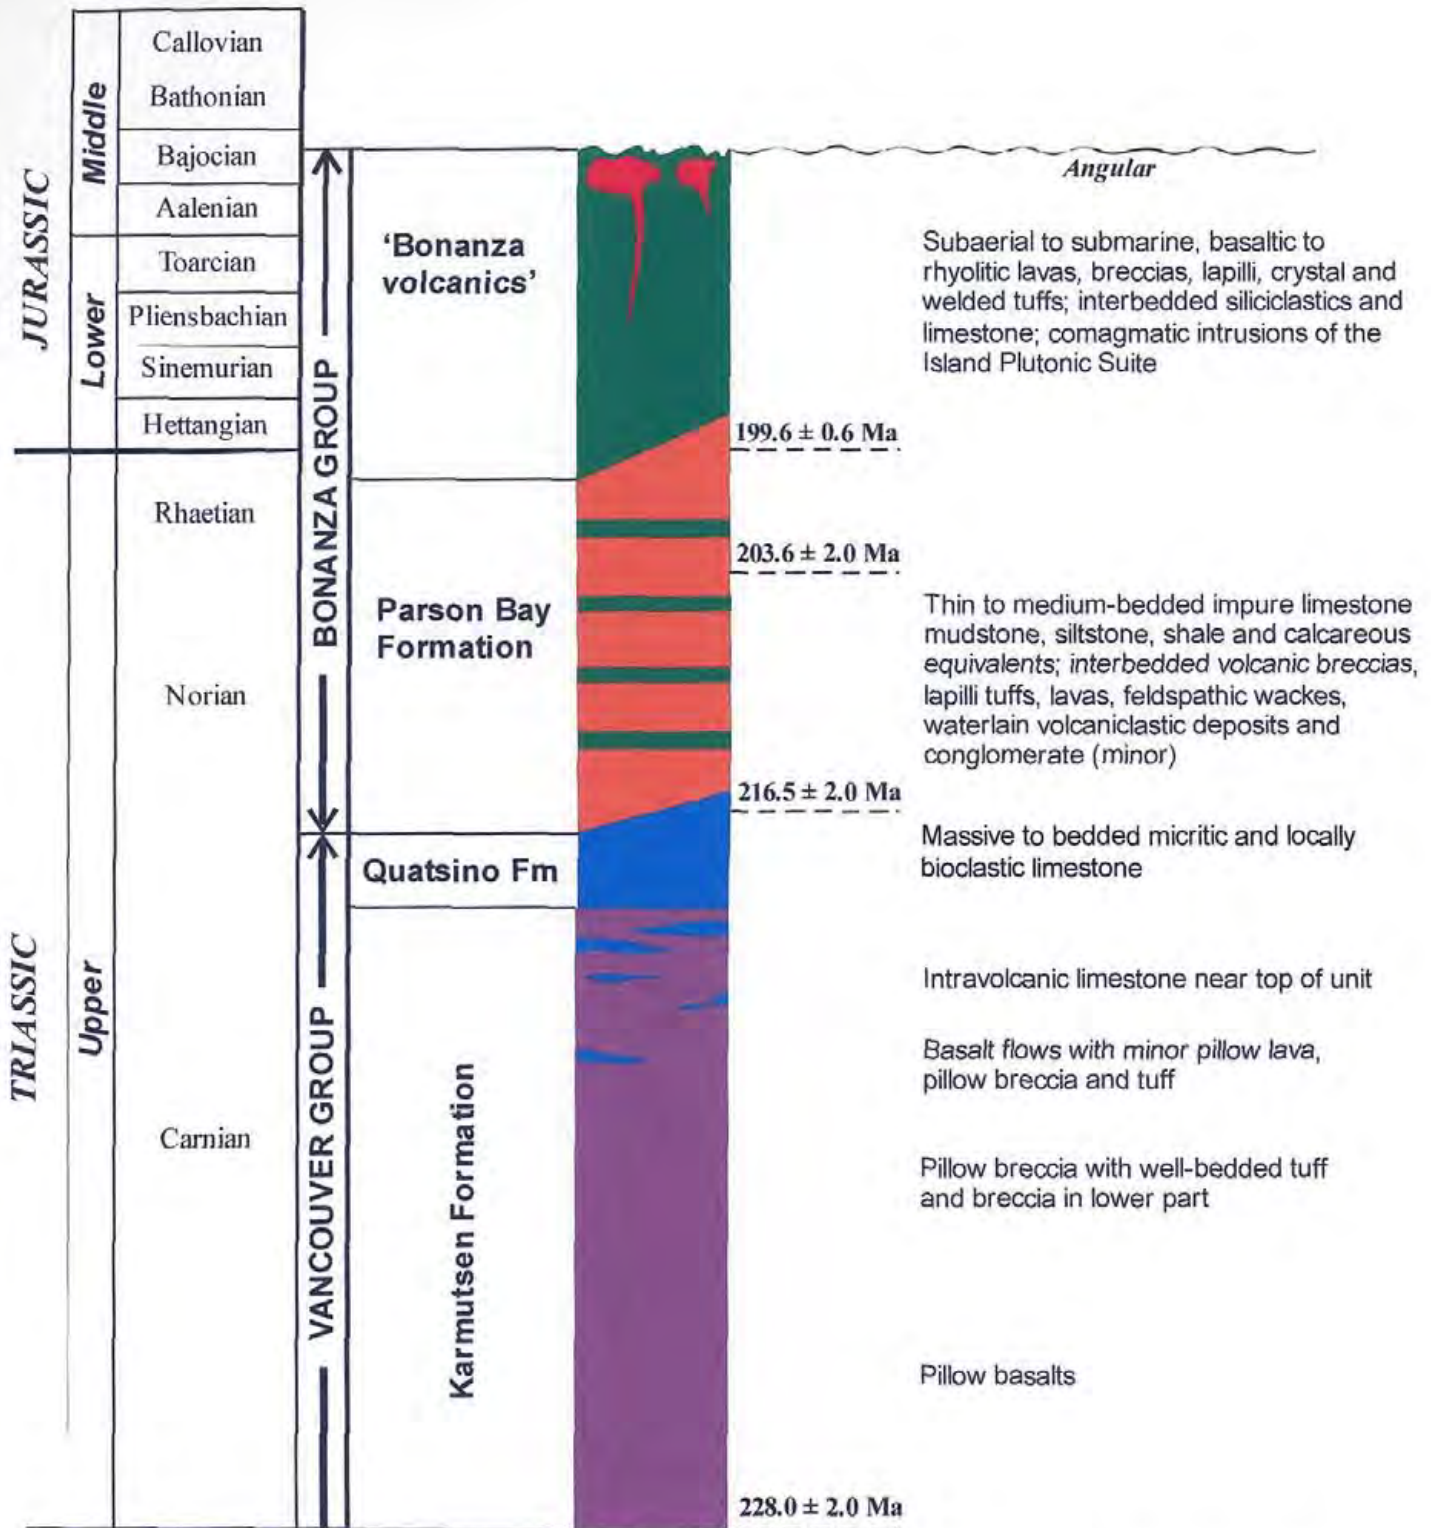 JURASSIC
Middle
Lower
Callovian
Bathonian
Bajocian
Aalenian
Toarcian
Pliensbachian
Sinemurian
Hettangian
TRIASSIC
Upper
Rhaetian
Norian
Carnian
BONANZA GROUP
VANCOUVER GROUP
‘Bonanza
volcanics’
Parson Bay
Formation
Quatsino Fm
Karmutsen Formation
199.6 ± 0.6 Ma
203.6 ± 2.0 Ma
216.5 ± 2.0 Ma
228.0 ± 2.0 Ma
Angular
Subaerial to submarine, basaltic to
rhyolitic lavas, breccias, lapilli, crystal and
welded tuffs; interbedded siliciclastics and
limestone; comagmatic intrusions of the
Island Plutonic Suite
Thin to medium-bedded impure limestone
mudstone, siltstone, shale and calcareous
equivalents; interbedded volcanic breccias,
lapilli tuffs, lavas, feldspathic wackes,
waterlain volcaniclastic deposits and
conglomerate (minor)
Massive to bedded micritic and locally
bioclastic limestone
Intravolcanic limestone near top of unit
Basalt flows with minor pillow lava,
pillow breccia and tuff
Pillow breccia with well-bedded tuff
and breccia in lower part
Pillow basalts